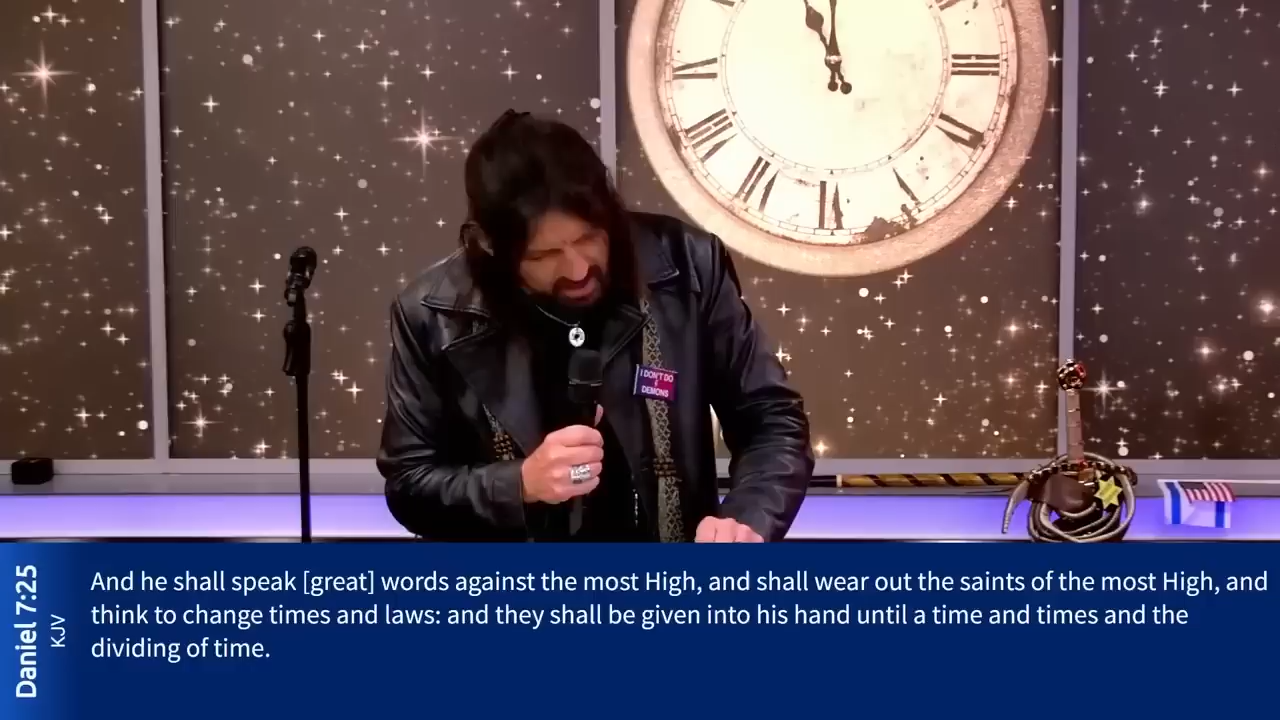 I DON'T DO
DEMONS
And he shall speak [great] words against the most High, and shall wear out the saints of the most High, and
think to change times and laws: and they shall be given into his hand until a time and times and the
dividing of time.
Daniel 7:25
KJV